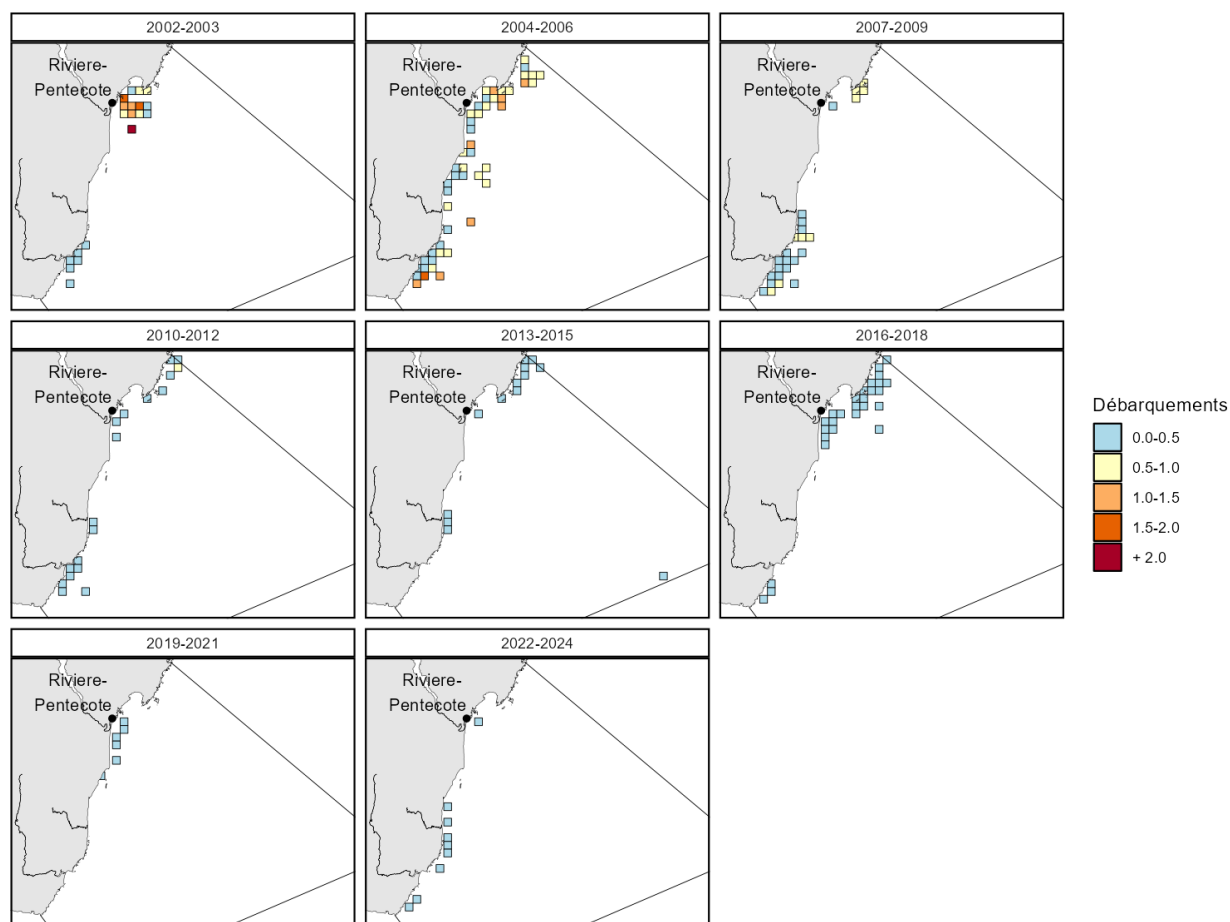 2002-2003
Riviere-
Pentecote
2004-2006
Riviere-
Pentecote
2007-2009
Riviere-
Pentecote
2010-2012
Riviere-
Pentecote
2013-2015
Riviere-
Pentecote
2016-2018
Riviere-
Pentecote
Débarquements
0.0-0.5
0.5-1.0
1.0-1.5
1.5-2.0
+ 2.0
2019-2021
Riviere-
Pentecote
2022-2024
Riviere-
Pentecote